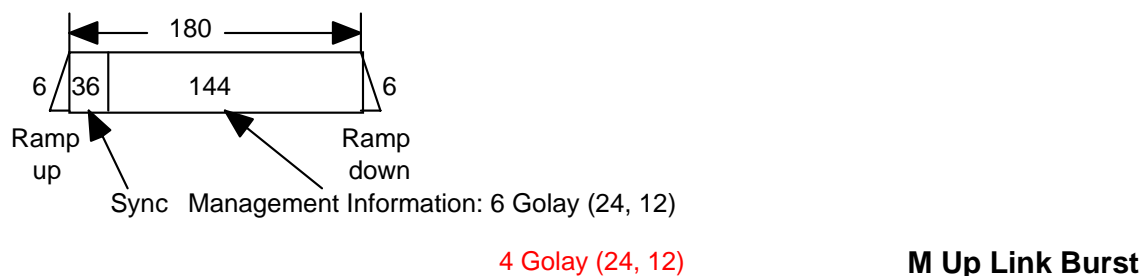 180
6 36 144 6
Ramp up
Ramp down
Sync Management Information: 6 Golay (24, 12)
4 Golay (24, 12)
M Up Link Burst